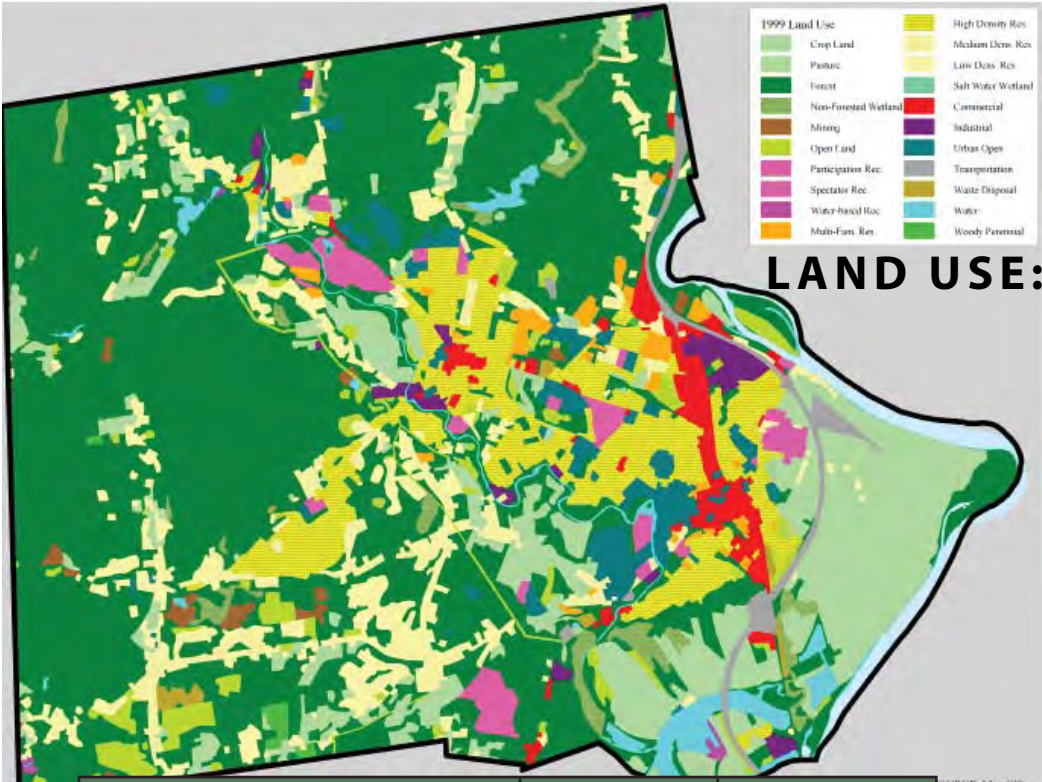 1999 Land Use
Crop Land
Pasture
Forest
Non-Forested Wetland
Mining
Open Land
Participation Rec.
Spectator Rec.
Water-based Rec.
Multi-Fam. Res
High Density Res
Medium Dens. Res
Low Dens. Res
Salt Water Wetland
Commercial
Industrial
Urban Open
Transportation
Waste Disposal
Water
Woody Perennial
LAND USE: